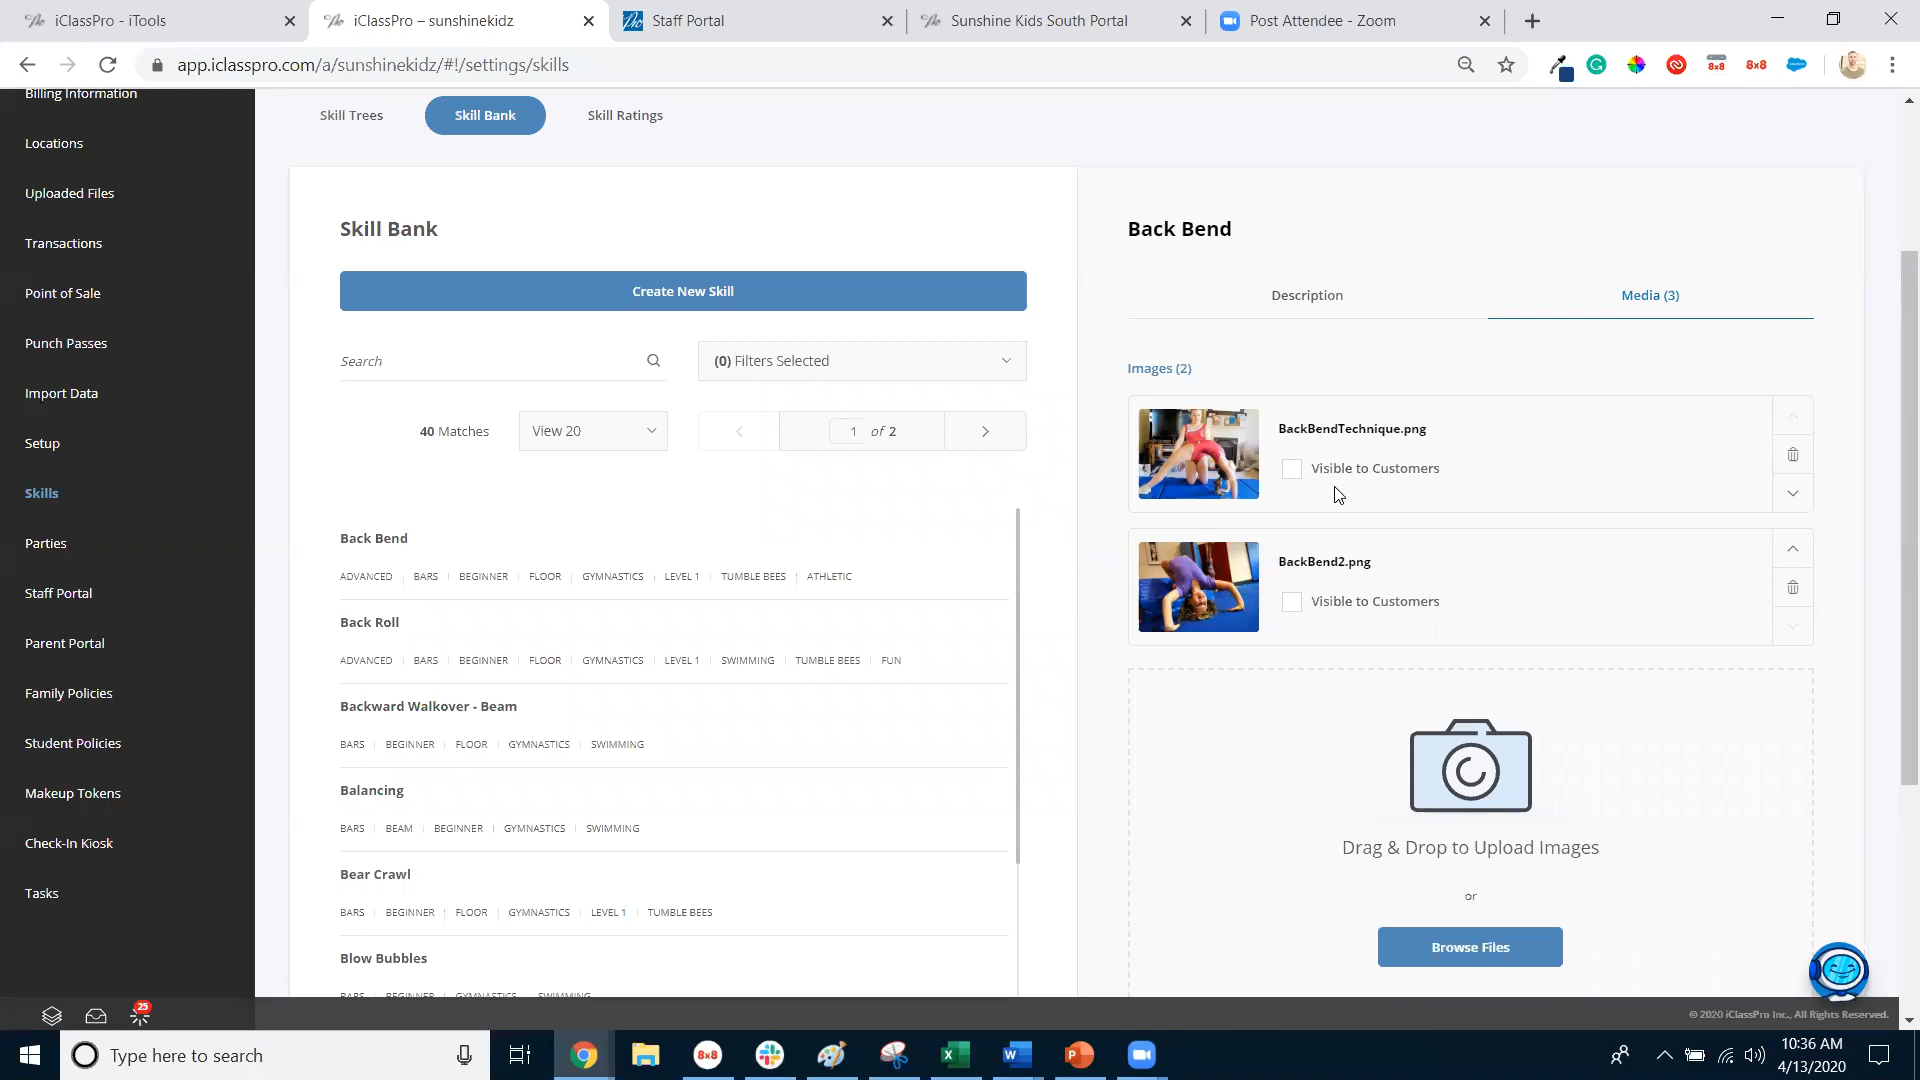 iClassPro - iTools
iClassPro – sunshinekidz
Staff Portal
Sunshine Kids South Portal
Post Attendee - Zoom
app.iclasspro.com/a/sunshinekidz/#!/settings/skills
8x8
8x8
Billing Information
Locations
Uploaded Files
Transactions
Point of Sale
Punch Passes
Import Data
Setup
Skills
Parties
Staff Portal
Parent Portal
Family Policies
Student Policies
Makeup Tokens
Check-In Kiosk
Tasks
25
Skill Trees
Skill Bank
Skill Ratings
Skill Bank
Create New Skill
Search
(0) Filters Selected
40 Matches
View 20
1 of 2
Back Bend
ADVANCED BARS BEGINNER FLOOR GYMNASTICS LEVEL 1 TUMBLE BEES ATHLETIC
Back Roll
ADVANCED BARS BEGINNER FLOOR GYMNASTICS LEVEL 1 SWIMMING TUMBLE BEES FUN
Backward Walkover - Beam
BARS BEGINNER FLOOR GYMNASTICS SWIMMING
Balancing
BARS BEAM BEGINNER GYMNASTICS SWIMMING
Bear Crawl
BARS BEGINNER FLOOR GYMNASTICS LEVEL 1 TUMBLE BEES
Blow Bubbles
BARS BEGINNER GYMNASTICS SWIMMING
Back Bend
Description
Media (3)
Images (2)
BackBendTechnique.png
Visible to Customers
BackBend2.png
Visible to Customers
Drag & Drop to Upload Images
or
Browse Files
© 2020 iClassPro Inc., All Rights Reserved.
Type here to search
8x8
10:36 AM
4/13/2020